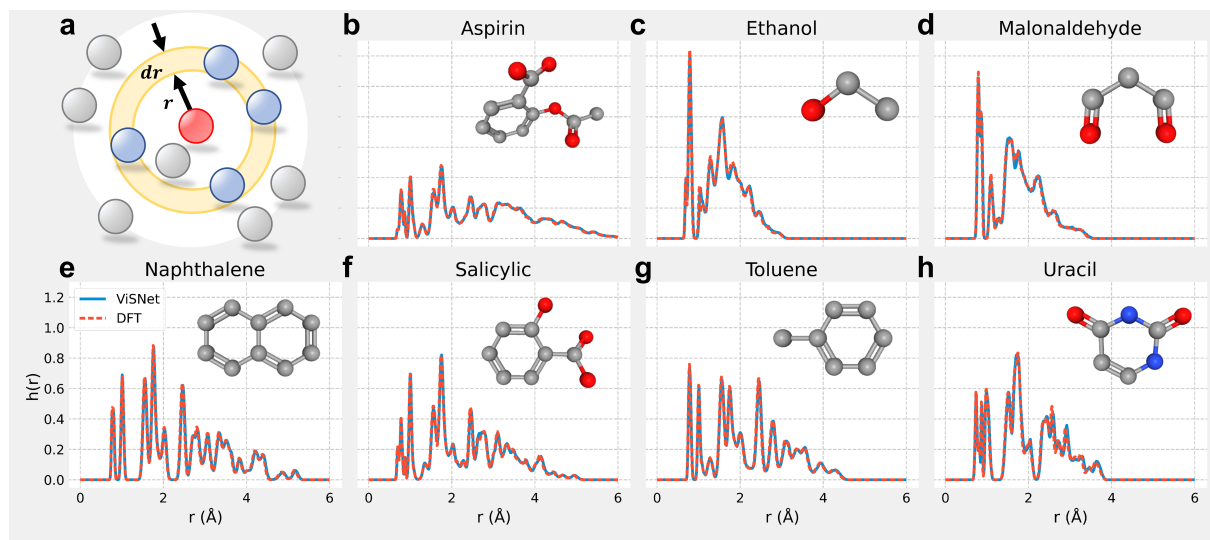 a
dr
r
b
Aspirin
c
Ethanol
d
Malonaldehyde
e
Naphthalene
ViSNet
DFT
h(r)
1.2
1.0
0.8
0.6
0.4
0.2
0.0
0 2 4 6
r (Å)
f
Salicylic
0 2 4 6
r (Å)
g
Toluene
0 2 4 6
r (Å)
h
Uracil
0 2 4 6
r (Å)